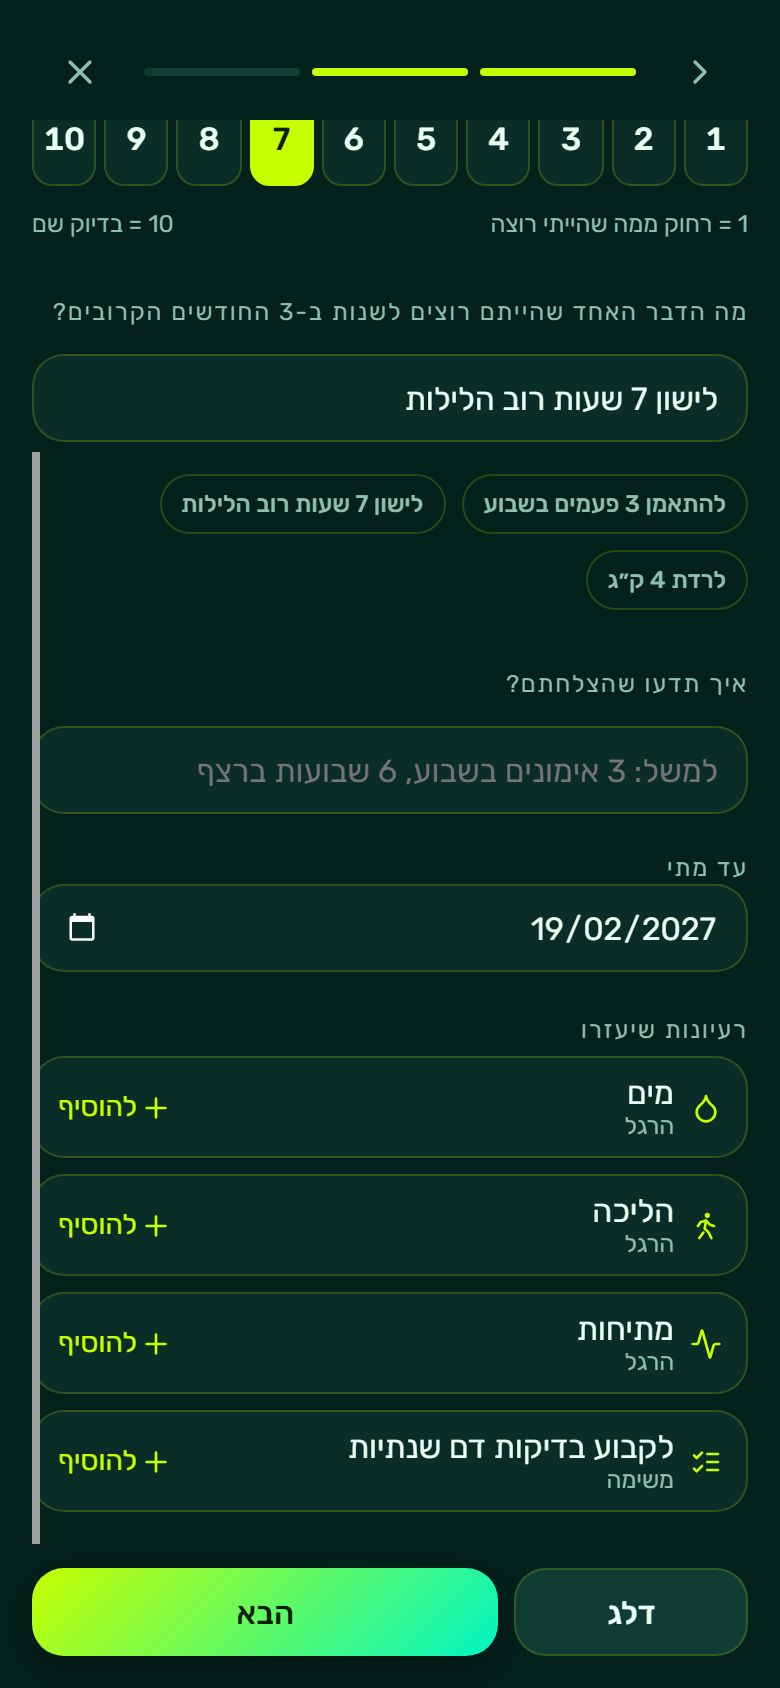 1 2 3 4 5 6 7 8 9 10
1 = רחוק ממה שהייתי רוצה
10 = בדיוק שם
מה הדבר האחד שהייתם רוצים לשנות ב-3 החודשים הקרובים?
לישון 7 שעות רוב הלילות
להתאמן 3 פעמים בשבוע
לישון 7 שעות רוב הלילות
לרדת 4 ק״ג
איך תדעו שהצלחתם?
למשל: 3 אימונים בשבוע, 6 שבועות ברצף
עד מתי
19/02/2027
רעיונות שיעזרו
מים
הרגל
+ להוסיף
הליכה
הרגל
+ להוסיף
מתיחות
הרגל
+ להוסיף
לקבוע בדיקות דם שנתיות
משימה
+ להוסיף
דלג
הבא